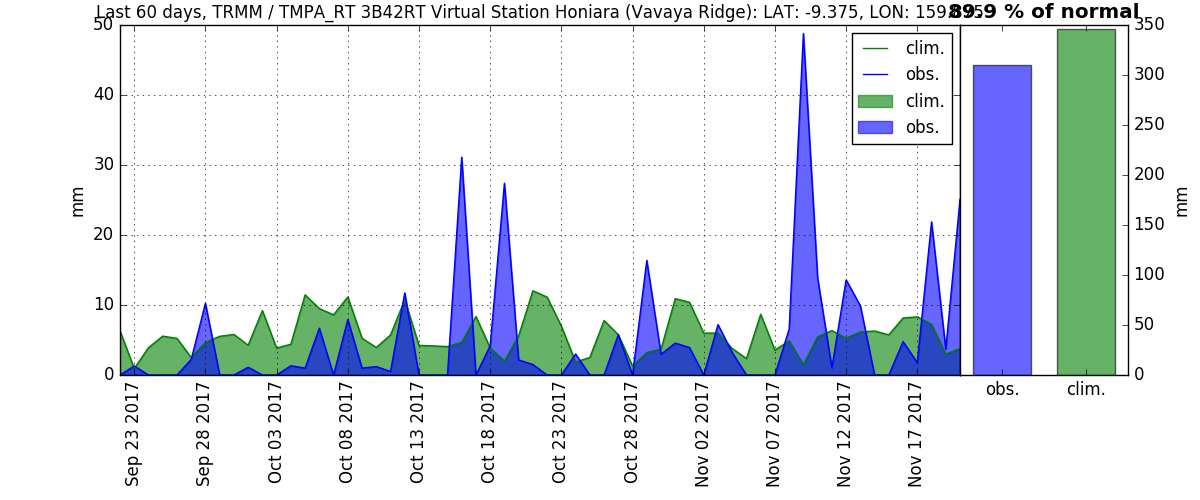 Last 60 days, TRMM / TMPA_RT 3B42RT Virtual Station Honiara (Vavaya Ridge): LAT: -9.375, LON:
89.9 % of normal
50
40
30
20
10
0
mm
clim.
obs.
clim.
obs.
350
300
250
200
150
100
50
0
mm
obs.
clim.
Sep 23 2017
Sep 28 2017
Oct 03 2017
Oct 08 2017
Oct 13 2017
Oct 18 2017
Oct 23 2017
Oct 28 2017
Nov 02 2017
Nov 07 2017
Nov 12 2017
Nov 17 2017